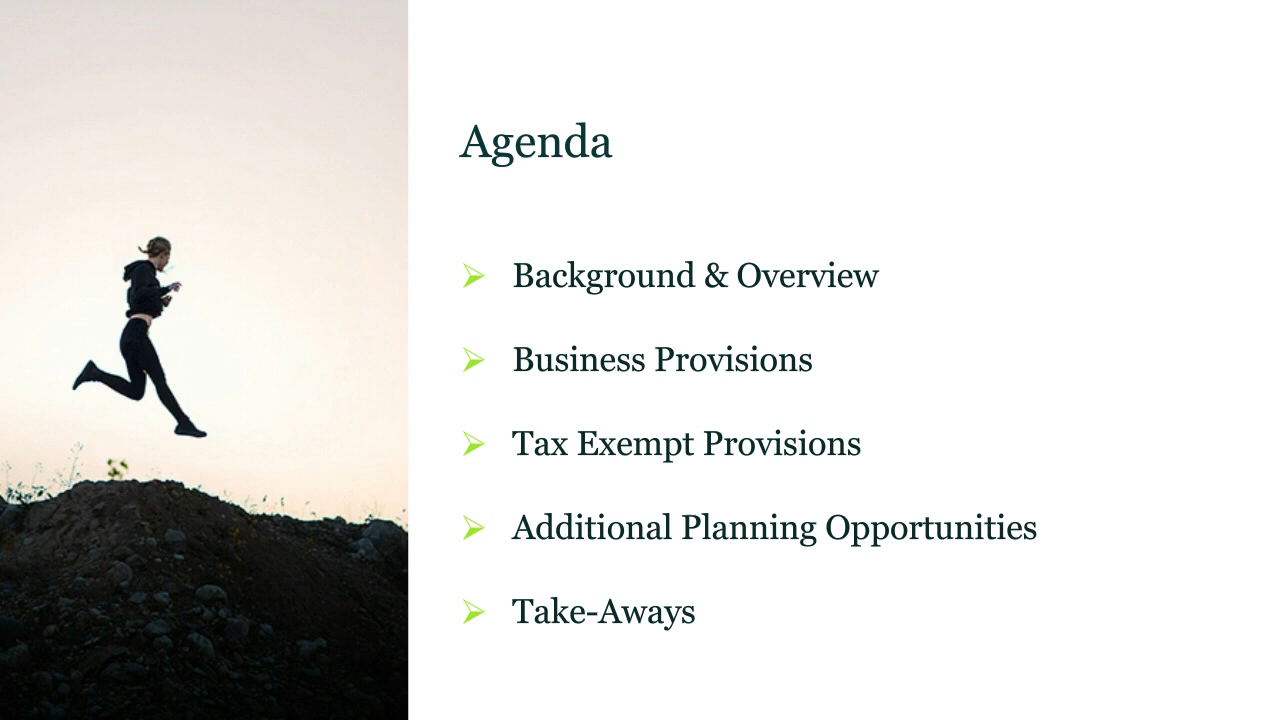 Agenda
Background & Overview
Business Provisions
Tax Exempt Provisions
Additional Planning Opportunities
Take-Aways